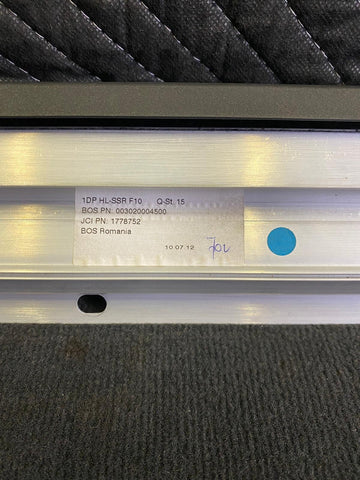 1DP HL-SSR F10 Q-St. 15
BOS PN: 003020004500
JCI PN: 1778752
BOS Romania
10 07 12